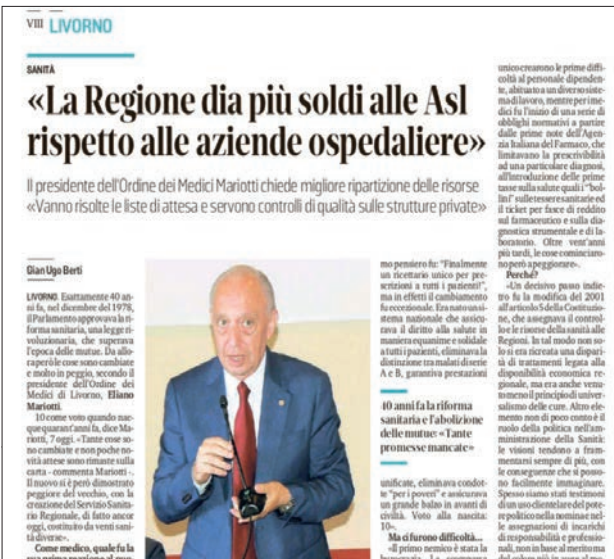 VIII LIVORNO
SANITÀ
«La Regione dia più soldi alle Asl
rispetto alle aziende ospedaliere»
Il presidente dell'Ordine dei Medici Mariotti chiede migliore ripartizione delle risorse
«Vanno risolte le liste di attesa e servono controlli di qualità sulle strutture private»
Gian Ugo Berti
LIVORNO. Esattamente 40 an-
ni fa, nel dicembre del 1978,
il Parlamento approvava la ri-
forma sanitaria, una legge ri-
voluzionaria, che superava
l'epoca delle mutue. Da allo-
ra però le cose sono cambiate
e molto in peggio, secondo il
presidente dell'Ordine dei
Medici di Livorno, Eliano
Mariotti.
10 come voto quando nac-
que quarant'anni fa, dice Ma-
riotti, 7 oggi. «Tante cose so-
no cambiate e non poche no-
vità attese sono rimaste sulla
carta - commenta Mariotti -.
Il nuovo si è però dimostrato
peggiore del vecchio, con la
creazione del Servizio Sanita-
rio Regionale, di fatto ancor
oggi, costituito da venti sani-
tà diverse».
Come medico, quale fu la
mo pensiero fu: "Finalmente
un ricettario unico per pre-
scrizioni a tutti i pazienti!",
ma in effetti il cambiamento
fu eccezionale. Era nato un si-
stema nazionale che assicu-
rava il diritto alla salute in
maniera equanime e solidale
a tutti i pazienti, eliminava la
distinzione tra malati di serie
A e B, garantiva prestazioni
40 anni fa la riforma
sanitaria e l'abolizione
delle mutue: «Tante
promesse mancate»
unificate, eliminava condot-
te "per i poveri" e assicurava
un grande balzo in avanti di
civiltà. Voto alla nascita:
10».
Ma ci furono difficoltà...
«Il primo nemico è stata la
unico crearono le prime diffi-
coltà al personale dipenden-
te, abituato a un diverso siste-
ma di lavoro, mentre per i me-
dici fu l'inizio di una serie di
obblighi normativi a partire
dalle prime note dell'Agen-
zia Italiana del Farmaco, che
limitavano la prescrivibilità
ad una particolare diagnosi,
all'introduzione delle prime
tasse sulla salute quali i "bol-
lini" sulle tessere sanitarie ed
il ticket per fasce di reddito
sul farmaceutico e sulla dia-
gnostica strumentale e di la-
boratorio. Oltre vent'anni
più tardi, le cose cominciaro-
no però a peggiorare».
Perché?
«Un decisivo passo indie-
tro fu la modifica del 2001
all'articolo 5 della Costituzio-
ne, che assegnava il control-
lo e le risorse della sanità alle
Regioni. In tal modo non so-
lo si era ricreata una dispari-
tà di trattamenti legata alla
disponibilità economica re-
gionale, ma era anche venu-
to meno il principio di univer-
salismo delle cure. Altro ele-
mento non di poco conto è il
ruolo della politica nell'am-
ministrazione della Sanità:
le visioni tendono a fram-
mentarsi sempre di più, con
le conseguenze che si posso-
no facilmente immaginare.
Spesso siamo stati testimoni
di un uso clientelare del pote-
re politico nella nomina e nel-
le assegnazioni di incarichi
di responsabilità e professio-
nali, non in base al merito ma